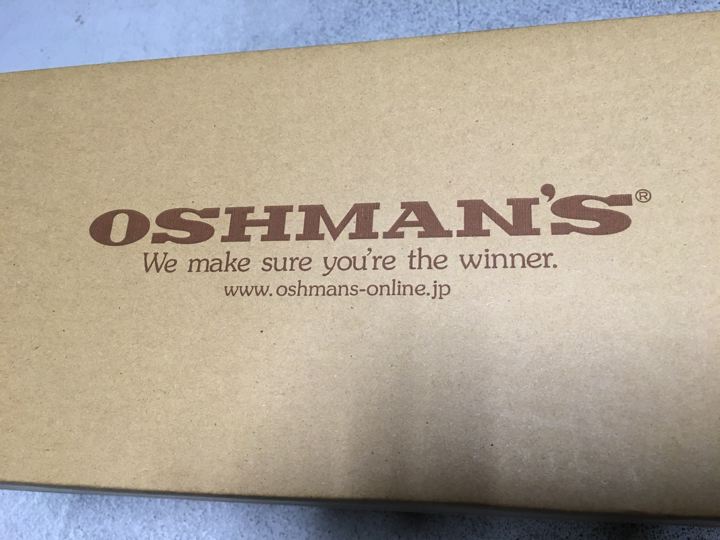 OSHMAN'S®
We make sure you're the winner.
www.oshmans-online.jp